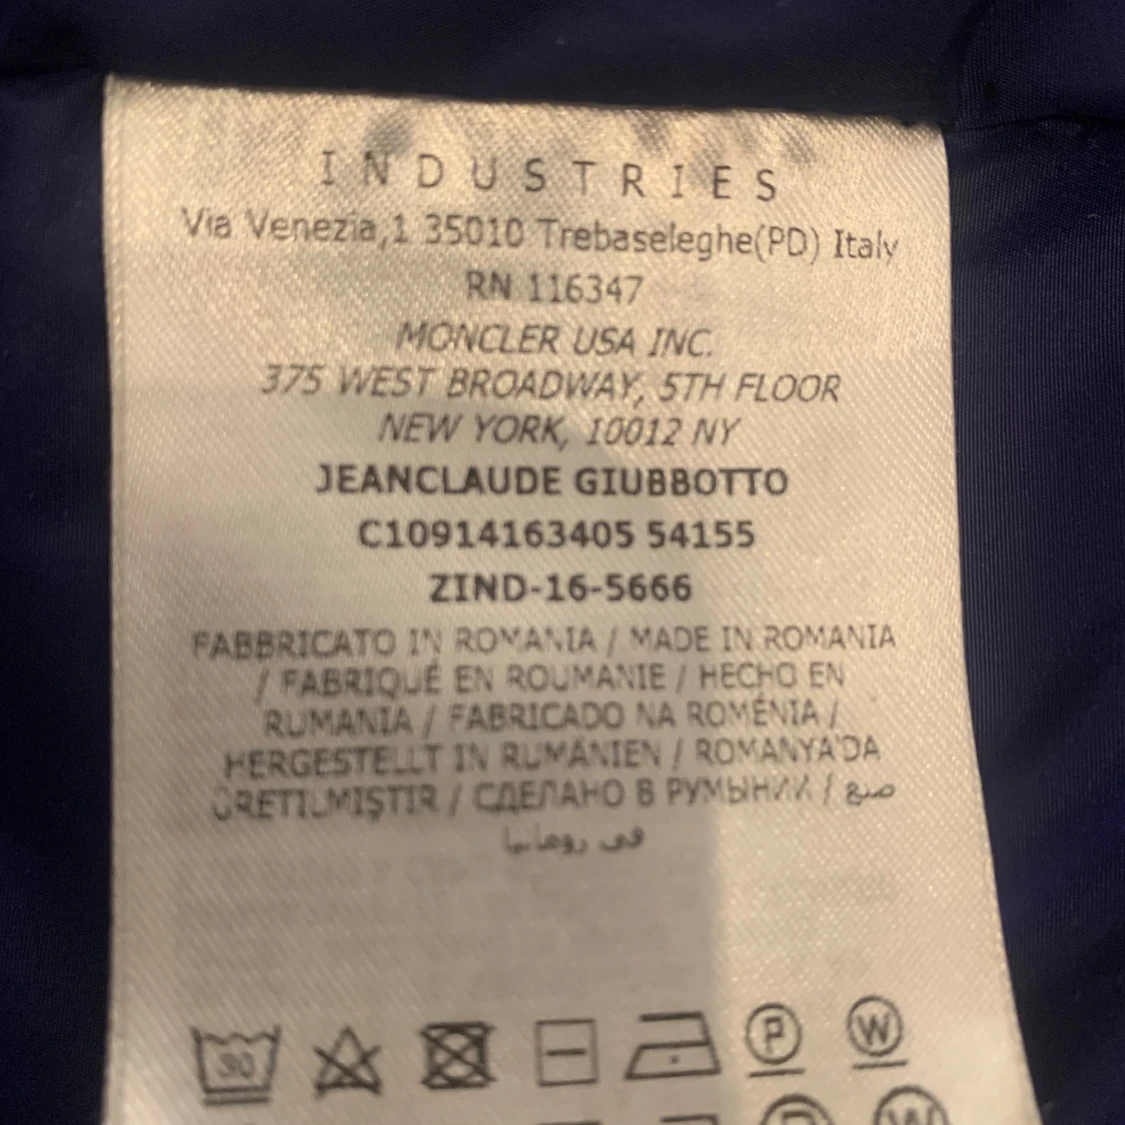 INDUSTRIES
Via Venezia,1 35010 Trebaseleghe(PD) Italy
RN 116347
MONCLER USA INC.
375 WEST BROADWAY, 5TH FLOOR
NEW YORK, 10012 NY
JEANCLAUDE GIUBBOTTO
C10914163405 54155
ZIND-16-5666
FABBRICATO IN ROMANIA / MADE IN ROMANIA
/ FABRIQUÉ EN ROUMANIE / HECHO EN
RUMANIA / FABRICADO NA ROMÉNIA /
HERGESTELLT IN RUMÄNIEN / ROMANYA'DA
ÜRETILMIŞTIR / СДЕЛАНО В РУМЫНИИ / صنع
في رومانيا
30 P W
P W